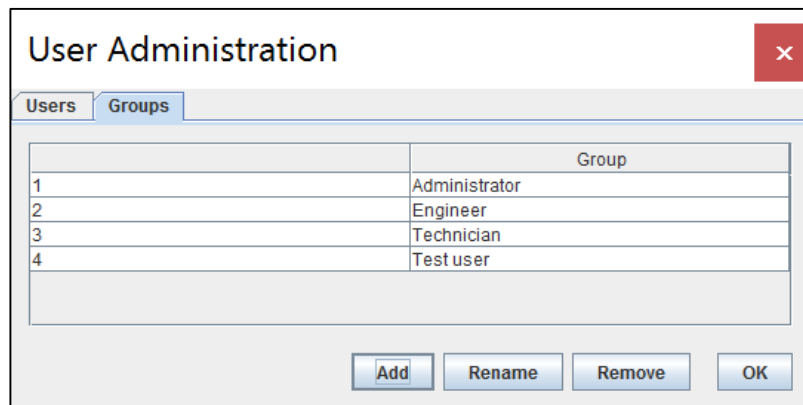 User Administration
×
Users Groups
Group
1 Administrator
2 Engineer
3 Technician
4 Test user
Add Rename Remove OK